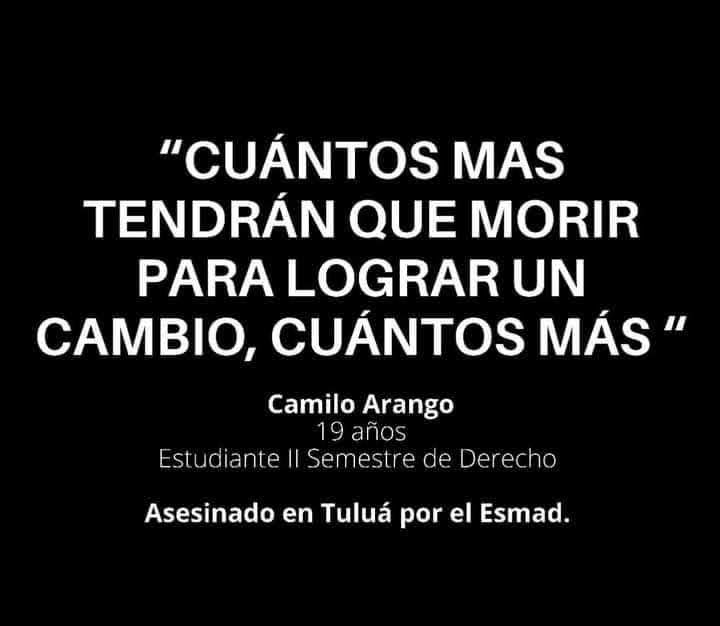 “CUÁNTOS MAS
TENDRÁN QUE MORIR
PARA LOGRAR UN
CAMBIO, CUÁNTOS MÁS “
Camilo Arango
19 años
Estudiante II Semestre de Derecho
Asesinado en Tuluá por el Esmad.